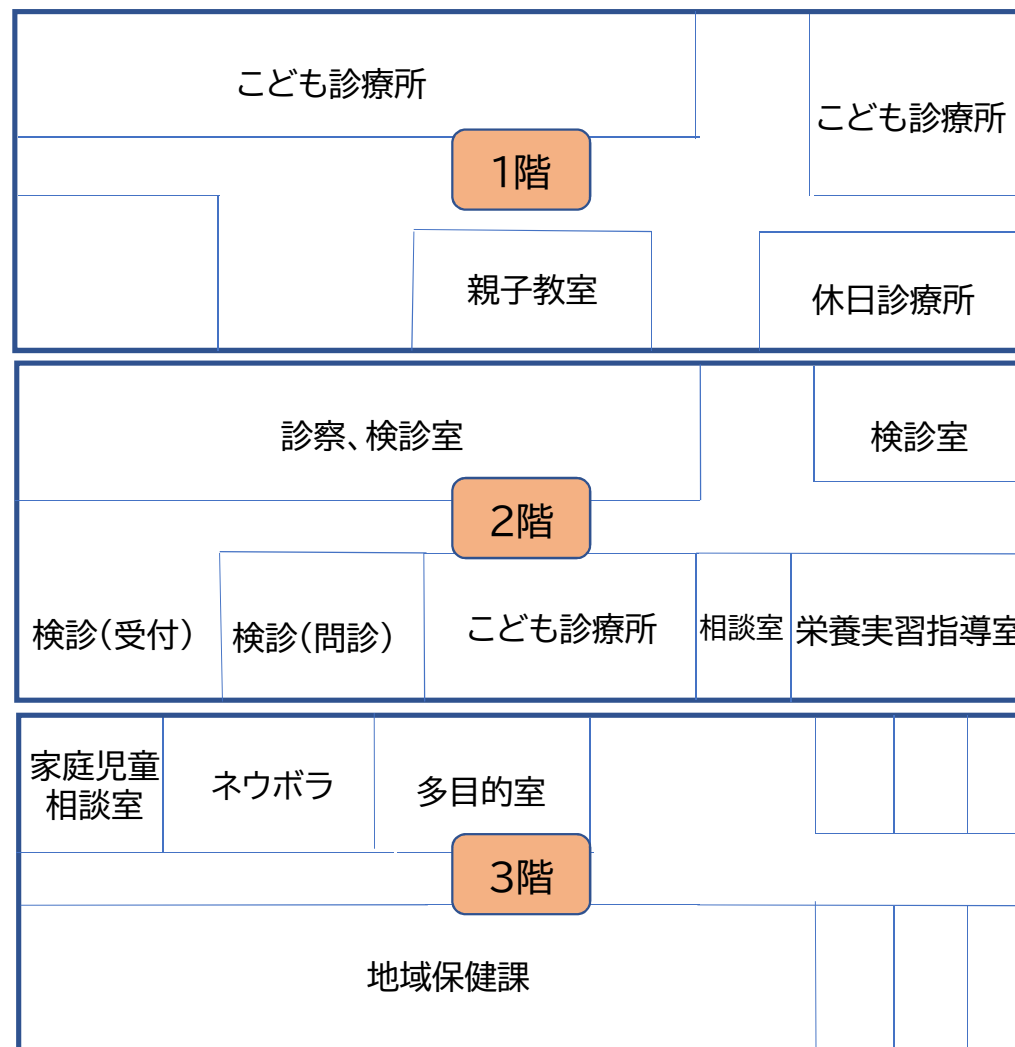 こども診療所
こども診療所
1階
親子教室
休日診療所
診察、検診室
検診室
2階
検診(受付)
検診(問診)
こども診療所
相談室
栄養実習指導室
家庭児童
相談室
ネウボラ
多目的室
3階
地域保健課